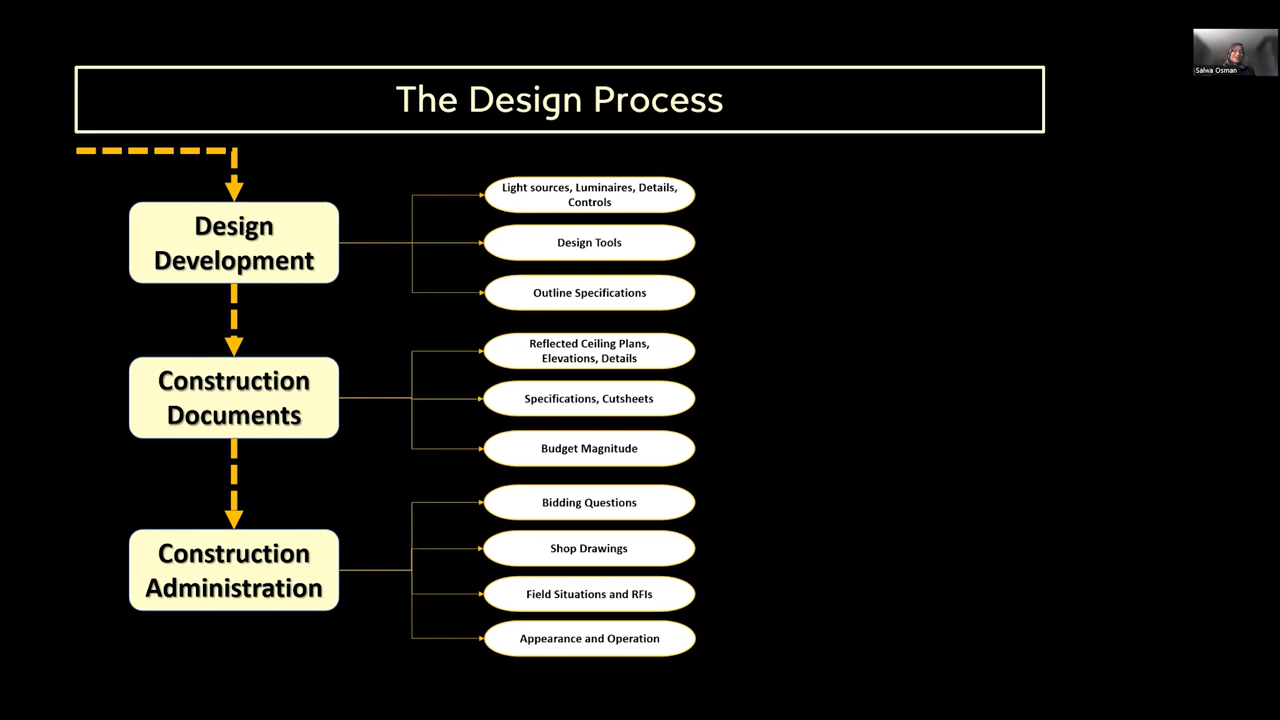 Salwa Osman
The Design Process
Design
Development
Light sources, Luminaires, Details,
Controls
Design Tools
Outline Specifications
Construction
Documents
Reflected Ceiling Plans,
Elevations, Details
Specifications, Cutsheets
Budget Magnitude
Construction
Administration
Bidding Questions
Shop Drawings
Field Situations and RFIs
Appearance and Operation